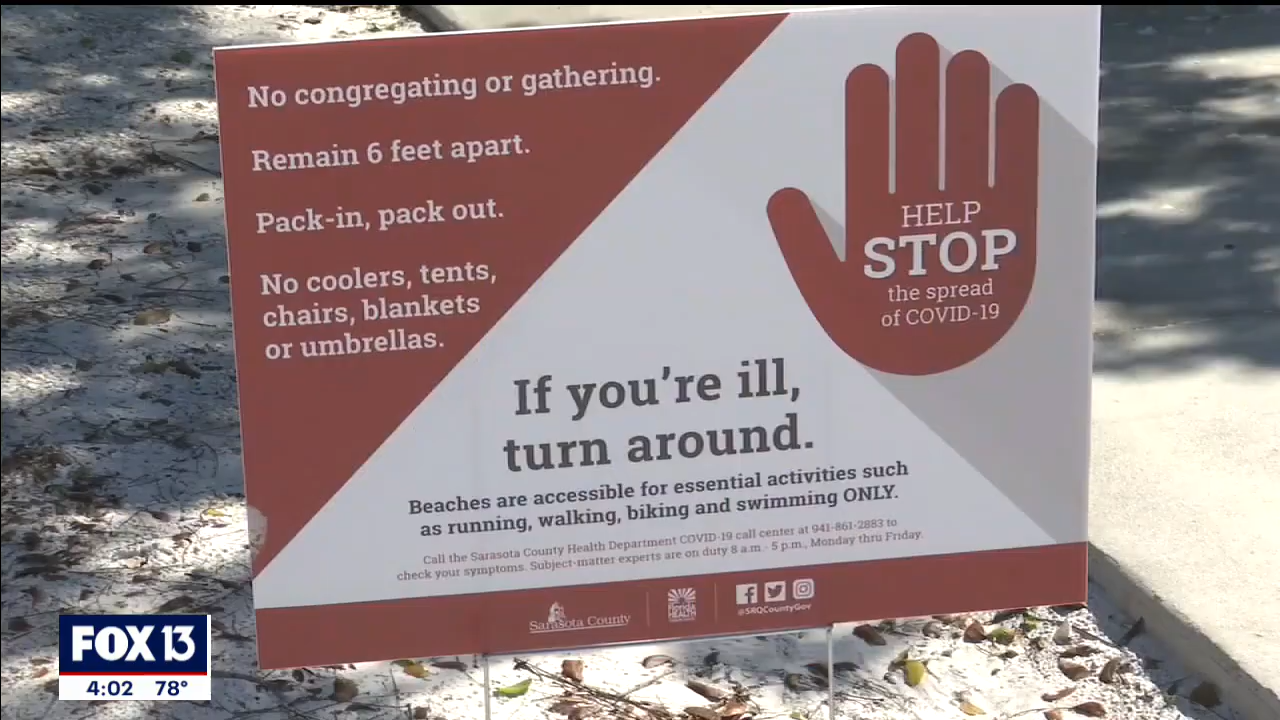 No congregating or gathering.
Remain 6 feet apart.
Pack-in, pack out.
No coolers, tents,
chairs, blankets
or umbrellas.
HELP
STOP
the spread
of COVID-19
If you're ill,
turn around.
Beaches are accessible for essential activities such
as running, walking, biking and swimming ONLY.
Call the Sarasota County Health Department COVID-19 call center at 941-861-2883 to
check your symptoms. Subject-matter experts are on duty 8 a.m.- 5 p.m., Monday thru Friday.
Sarasota County
Florida
HEALTH
@SRQCountyGov
FOX 13
4:02 78°